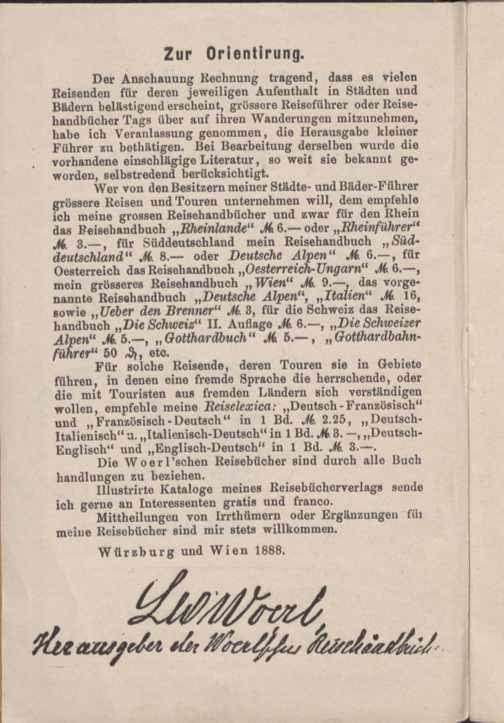 Zur Orientirung.
Der Anschauung Rechnung tragend, dass es vielen
Reisenden für deren jeweiligen Aufenthalt in Städten und
Bädern belästigend erscheint, grössere Reiseführer oder Reise-
handbücher Tags über auf ihren Wanderungen mitzunehmen,
habe ich Veranlassung genommen, die Herausgabe kleiner
Führer zu bethätigen. Bei Bearbeitung derselben wurde die
vorhandene einschlägige Literatur, so weit sie bekannt ge-
worden, selbstredend berücksichtigt.
Wer von den Besitzern meiner Städte- und Bäder-Führer
grössere Reisen und Touren unternehmen will, dem empfehle
ich meine grossen Reisehandbücher und zwar für den Rhein
das Reisehandbuch „Rheinlande“ ℳ 6.— oder „Rheinführer“
ℳ 3.—, für Süddeutschland mein Reisehandbuch „Süd-
deutschland“ ℳ 8.— oder Deutsche Alpen“ ℳ 6.—, für
Oesterreich das Reisehandbuch „Oesterreich-Ungarn“ ℳ 6.—,
mein grösseres Reisehandbuch „Wien“ ℳ 9.—, das vorge-
nannte Reisehandbuch „Deutsche Alpen“, „Italien“ ℳ 16,
sowie „Ueber den Brenner“ ℳ 3, für die Schweiz das Reise-
handbuch „Die Schweiz“ II. Auflage ℳ 6.—, „Die Schweizer
Alpen“ ℳ 5.—, „Gotthardbuch“ ℳ 5.—, „Gotthardbahn-
führer“ 50 ₰, etc.
Für solche Reisende, deren Touren sie in Gebiete
führen, in denen eine fremde Sprache die herrschende, oder
die mit Touristen aus fremden Ländern sich verständigen
wollen, empfehle meine Reiselexica: „Deutsch-Französisch“
und „Französisch-Deutsch“ in 1 Bd. ℳ 2.25, „Deutsch-
Italienisch“ u. „Italienisch-Deutsch“ in 1 Bd. ℳ 3. —, „Deutsch-
Englisch“ und „Englisch-Deutsch“ in 1 Bd. ℳ 3.—.
Die Woerl'schen Reisebücher sind durch alle Buch
handlungen zu beziehen.
Illustrirte Kataloge meines Reisebücherverlags sende
ich gerne an Interessenten gratis und franco.
Mittheilungen von Irrthümern oder Ergänzungen für
meine Reisebücher sind mir stets willkommen.
Würzburg und Wien 1888.
Leo Woerl,
Herausgeber der Woerl'schen Reisehandbüch